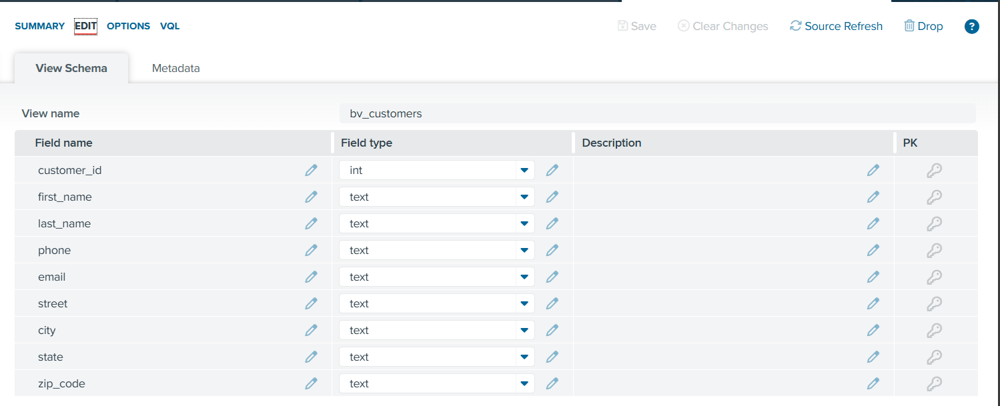 SUMMARY EDIT OPTIONS VQL Save Clear Changes Source Refresh Drop ?
View Schema Metadata
View name bv_customers
Field name Field type Description PK
customer_id int
first_name text
last_name text
phone text
email text
street text
city text
state text
zip_code text